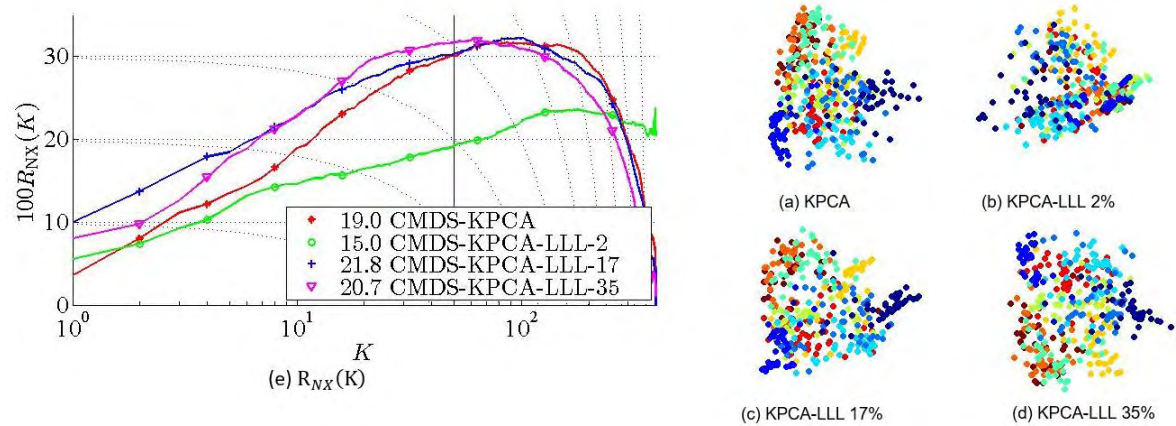 100R_NX(K)
30
20
10
0
10^0
10^1
10^2
K
19.0 CMDS-KPCA
15.0 CMDS-KPCA-LLL-2
21.8 CMDS-KPCA-LLL-17
20.7 CMDS-KPCA-LLL-35
(e) R_NX(K)
(a) KPCA
(b) KPCA-LLL 2%
(c) KPCA-LLL 17%
(d) KPCA-LLL 35%